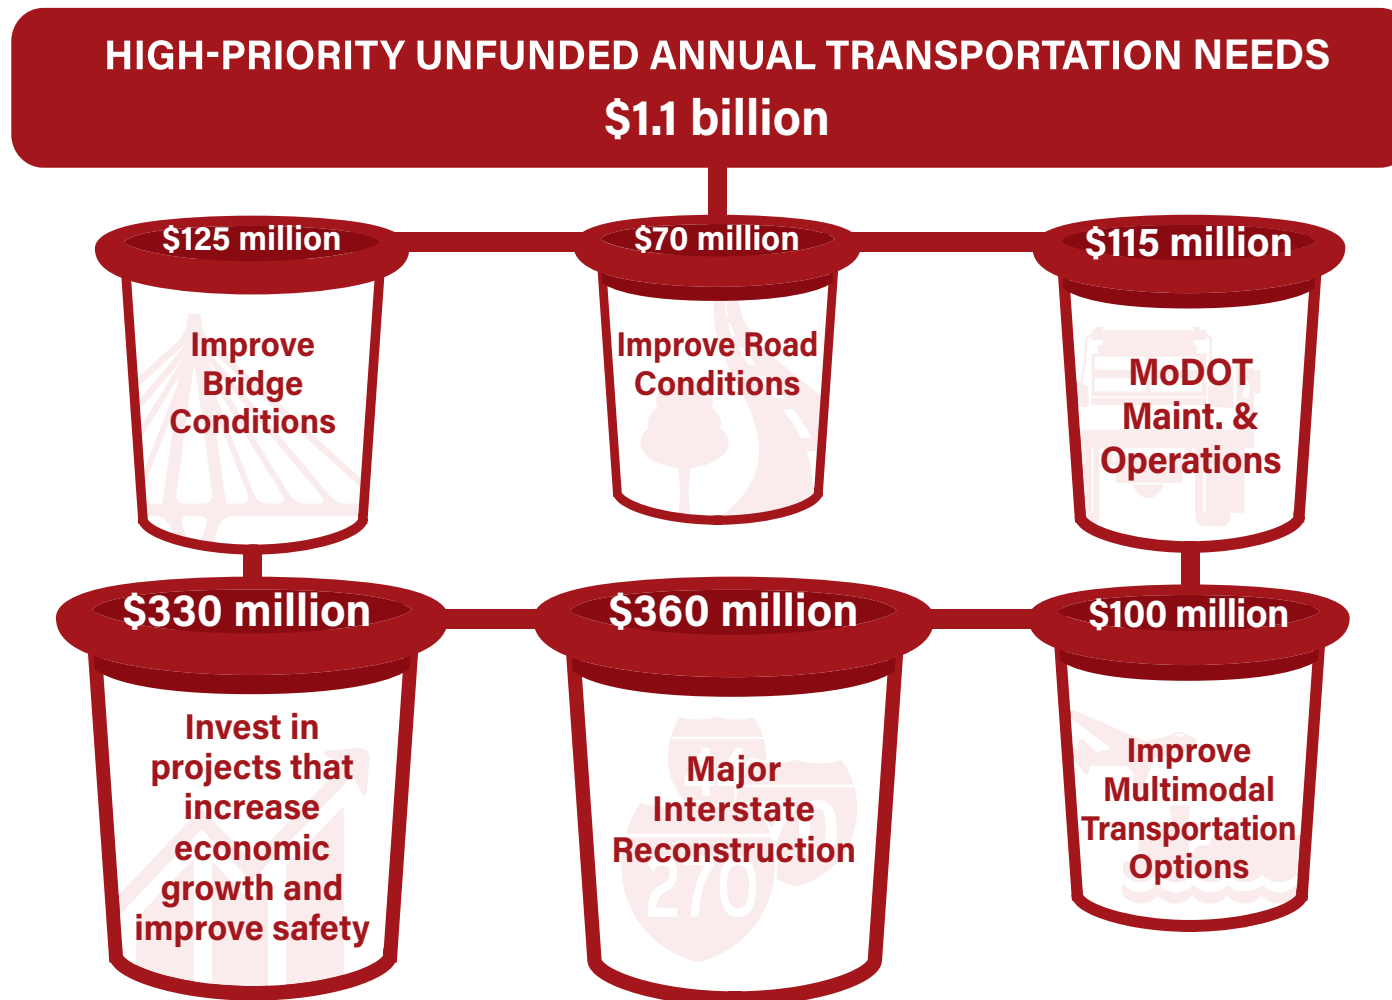 HIGH-PRIORITY UNFUNDED ANNUAL TRANSPORTATION NEEDS
$1.1 billion
$125 million
Improve
Bridge
Conditions
$70 million
Improve Road
Conditions
$115 million
MoDOT
Maint. &
Operations
$330 million
Invest in
projects that
increase
economic
growth and
improve safety
$360 million
Major
Interstate
Reconstruction
270
$100 million
Improve
Multimodal
Transportation
Options